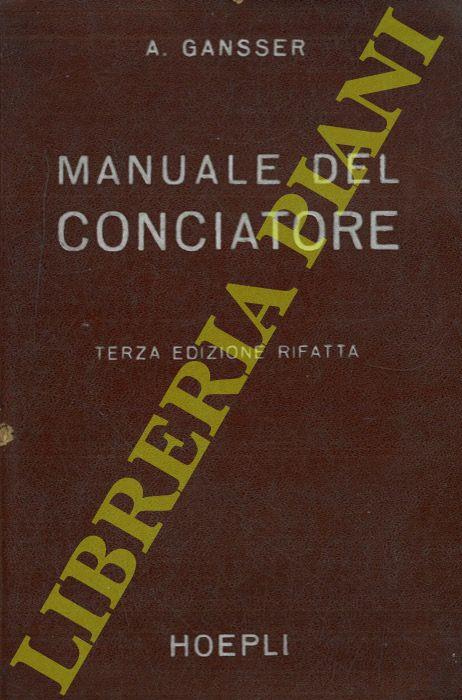 A. GANSSER
MANUALE DEL
CONCIATORE
TERZA EDIZIONE RIFATTA
HOEPLI
LIBRERIA PIANI